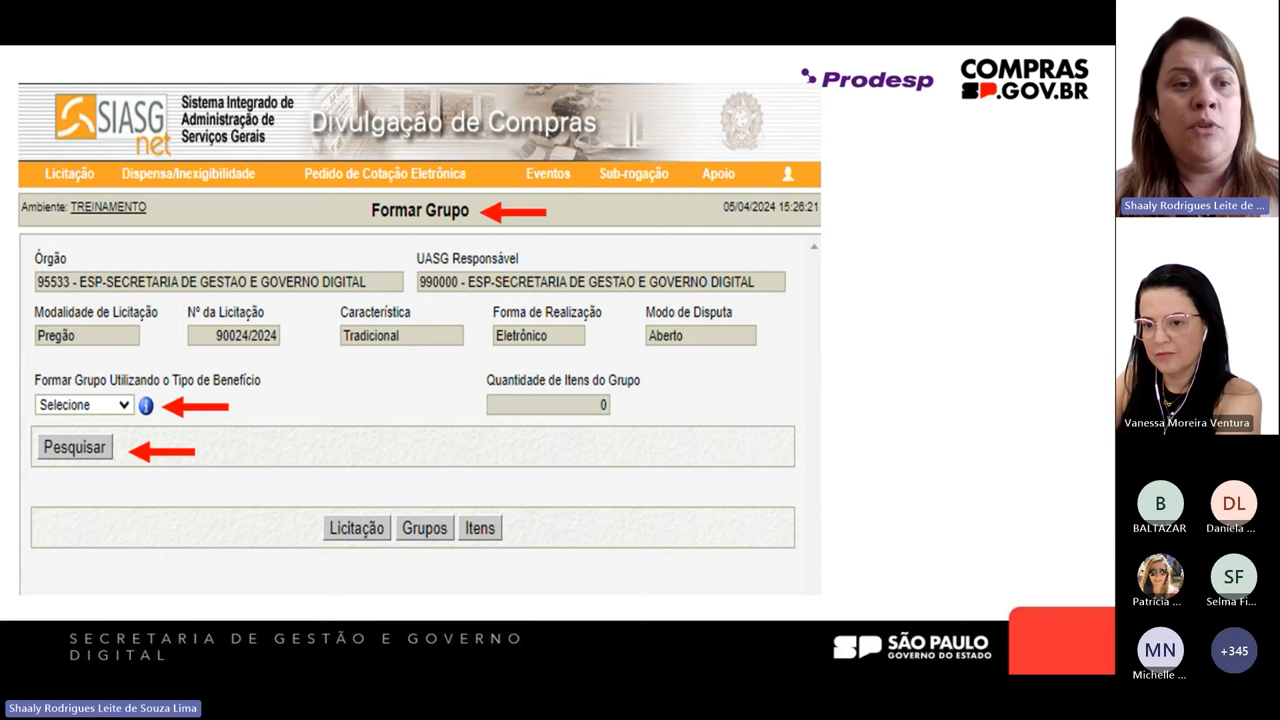 Prodesp
COMPRAS
SP.GOV.BR
SIASG
net
Sistema Integrado de
Administração de
Serviços Gerais
Divulgação de Compras
Licitação Dispensa/Inexigibilidade Pedido de Cotação Eletrônica Eventos Sub-rogação Apoio
Ambiente: TREINAMENTO
Formar Grupo
05/04/2024 15:26:21
Órgão
UASG Responsável
95533 - ESP-SECRETARIA DE GESTAO E GOVERNO DIGITAL
990000 - ESP-SECRETARIA DE GESTAO E GOVERNO DIGITAL
Modalidade de Licitação Nº da Licitação Característica Forma de Realização Modo de Disputa
Pregão 90024/2024 Tradicional Eletrônico Aberto
Formar Grupo Utilizando o Tipo de Benefício
Quantidade de Itens do Grupo
Selecione
0
Pesquisar
Licitação Grupos Itens
SECRETARIA DE GESTÃO E GOVERNO
DIGITAL
SP SÃO PAULO
GOVERNO DO ESTADO
Shaaly Rodrigues Leite de Souza Lima
Shaaly Rodrigues Leite de ...
Vanessa Moreira Ventura
B
BALTAZAR
DL
Daniela ...
Patrícia ...
SF
Selma Fi...
MN
Michelle ...
+345